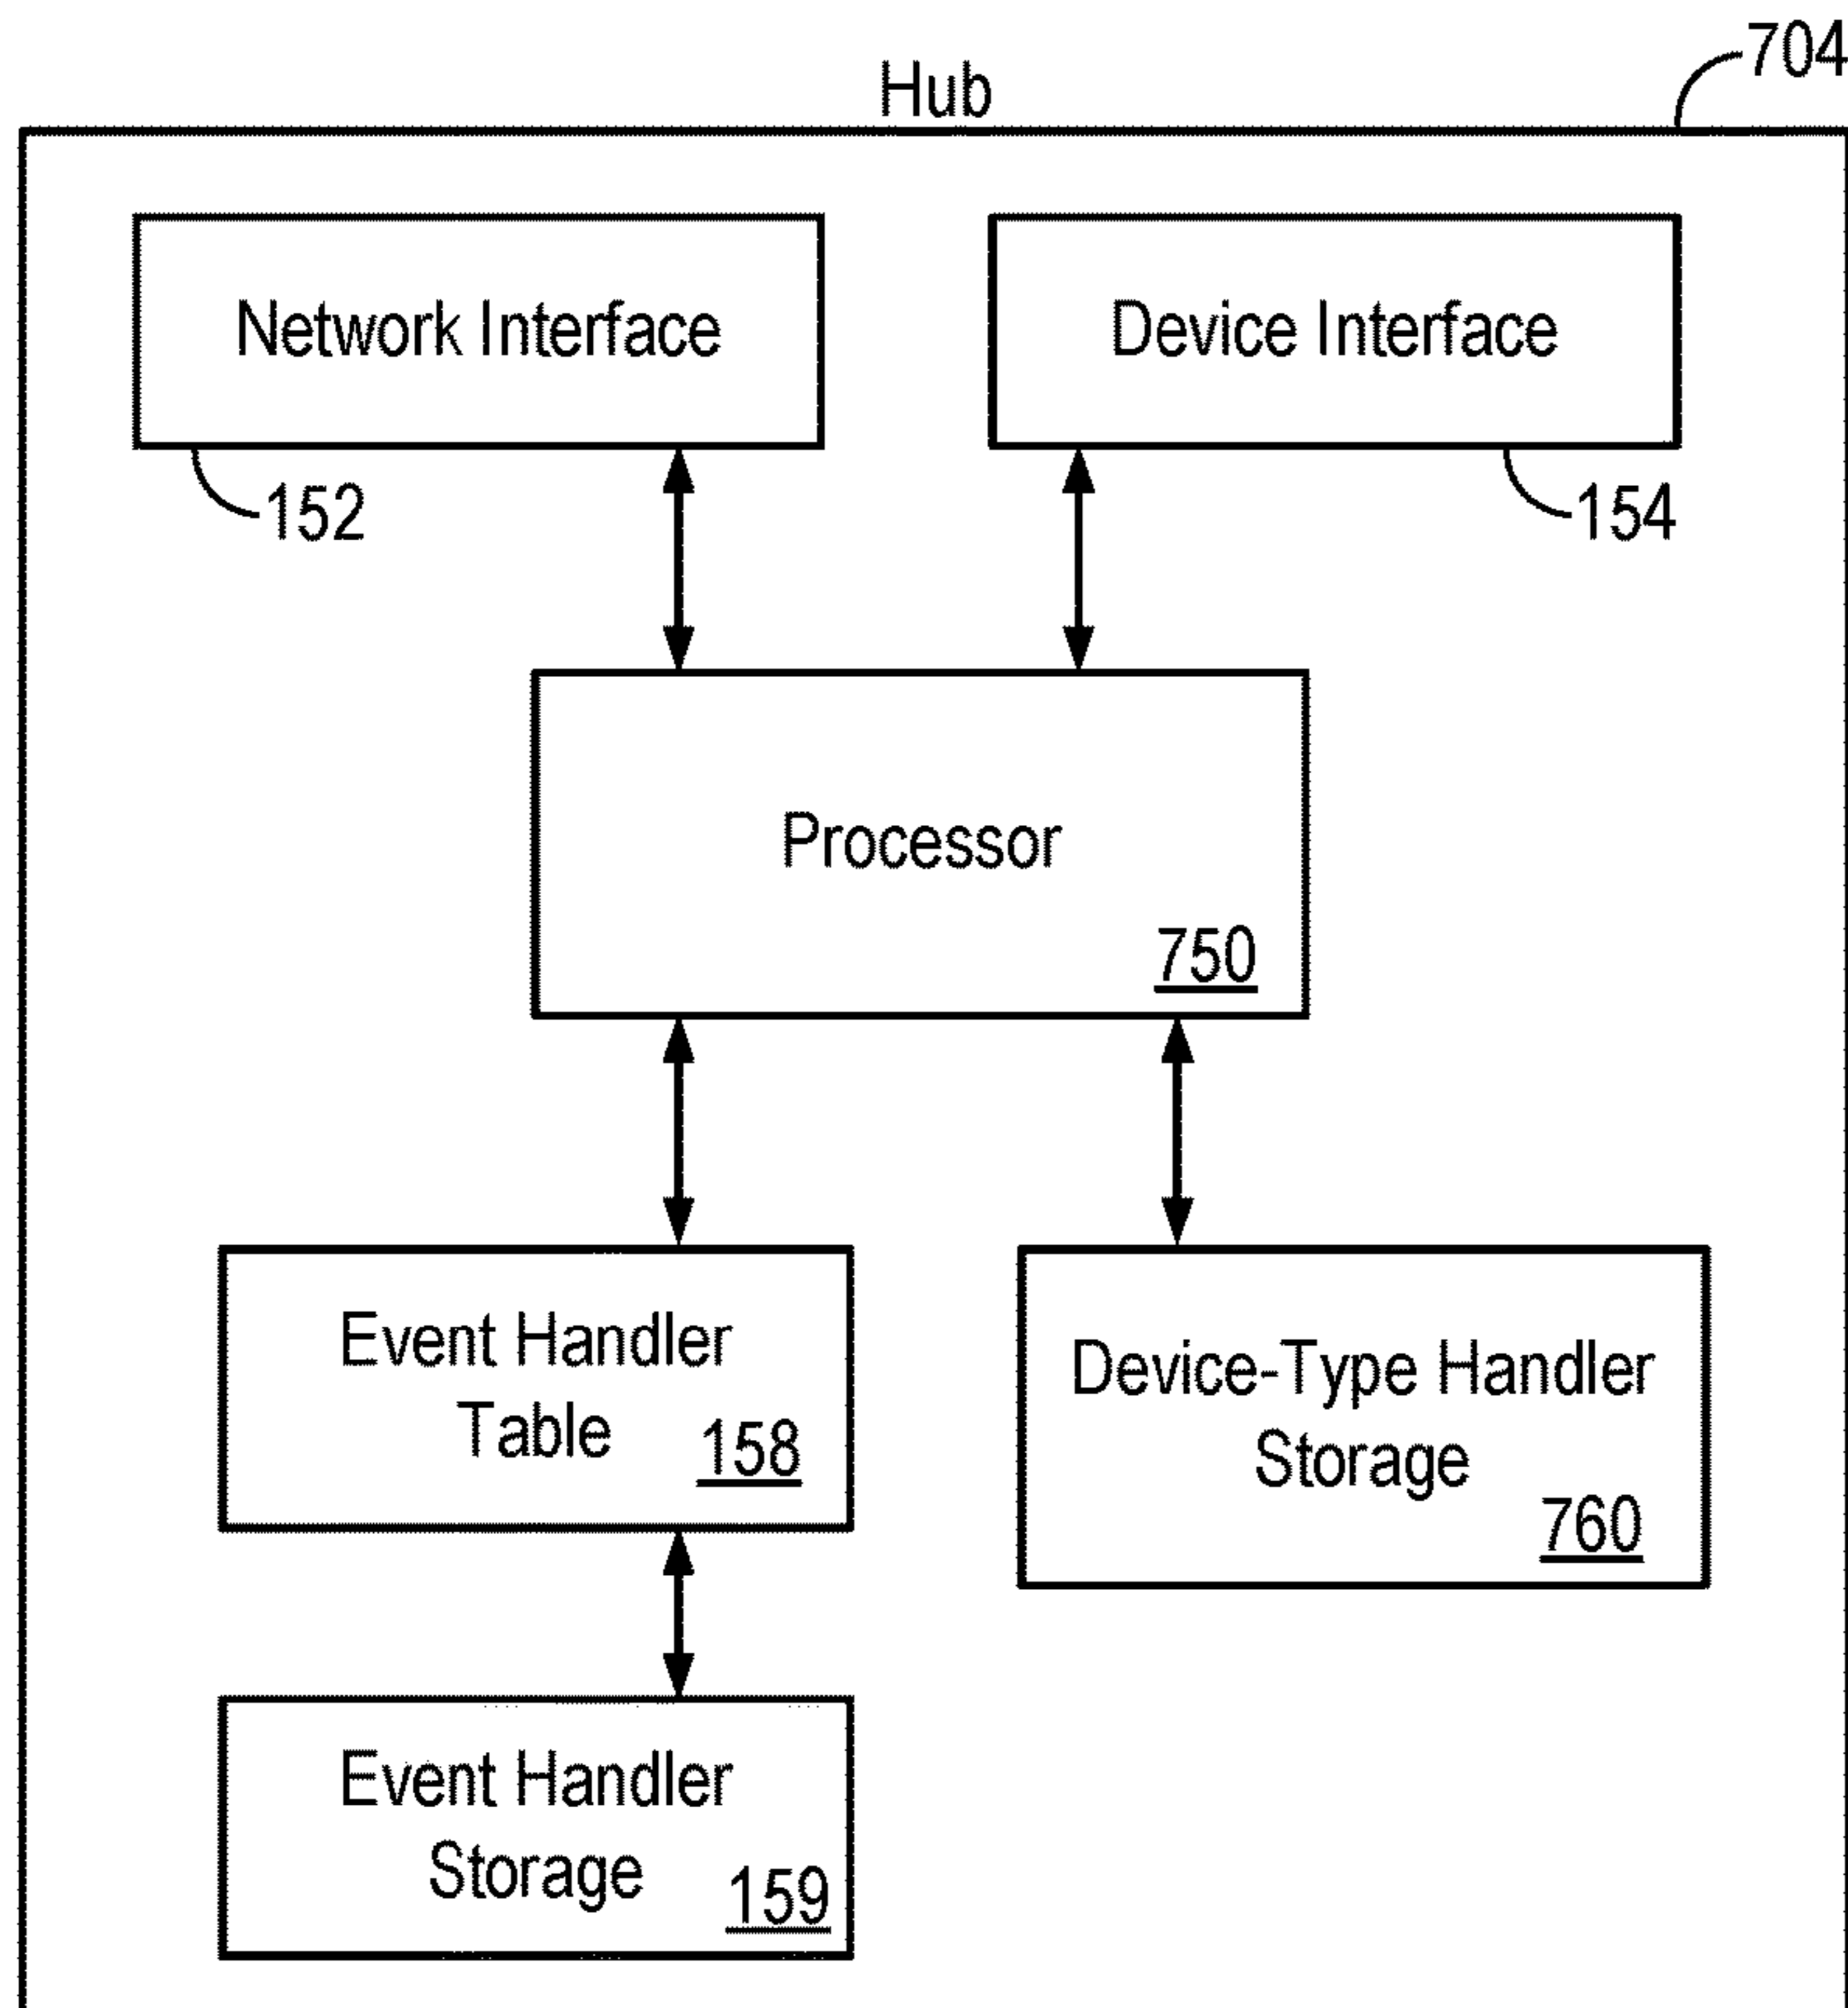 704
Hub
Network Interface
Device Interface
152
154
Processor
750
Event Handler
Table 158
Device-Type Handler
Storage
760
Event Handler
Storage 159